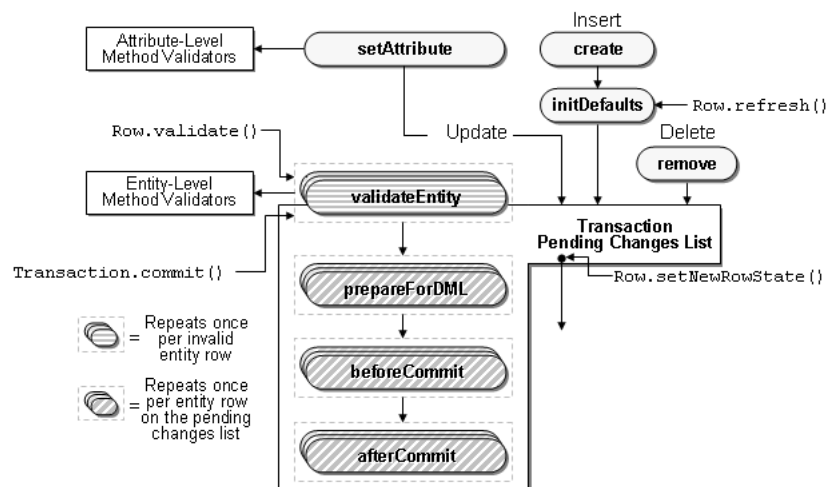 Insert
Attribute-Level
Method Validators
setAttribute
create
initDefaults
Row.refresh()
Row.validate()
Update
Delete
remove
Entity-Level
Method Validators
validateEntity
Transaction
Pending Changes List
Transaction.commit()
Row.setNewRowState()
prepareForDML
= Repeats once
per invalid
entity row
beforeCommit
= Repeats once
per entity row
on the pending
changes list
afterCommit